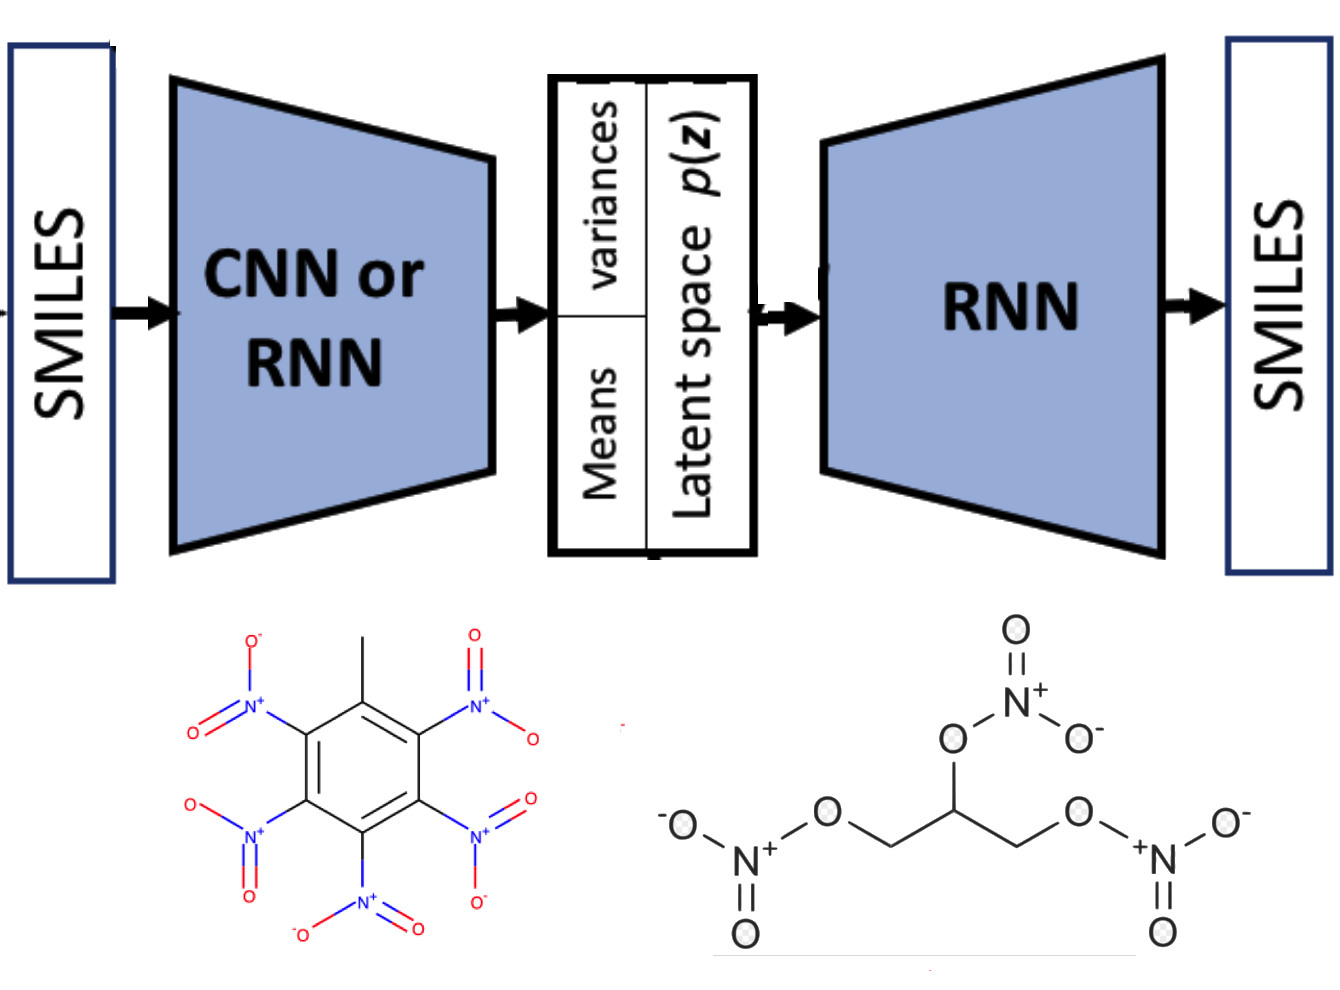 SMILES
CNN or
RNN
Means
variances
Latent space p(z)
RNN
SMILES
O-
N+
O
O
N+
O
O
N+
O
O
N+
O-
N+
-O
O
O
N+
O-
O
-O
N+
O
O
O
+N
O-
O